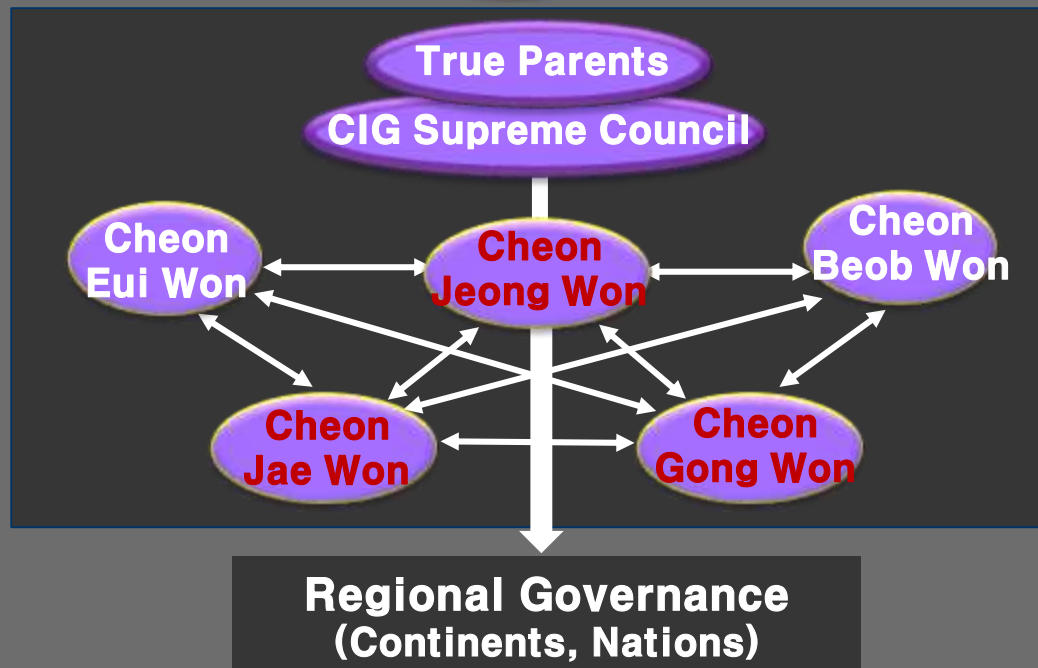 True Parents
CIG Supreme Council
Cheon
Eui Won
Cheon
Jeong Won
Cheon
Beob Won
Cheon
Jae Won
Cheon
Gong Won
Regional Governance
(Continents, Nations)